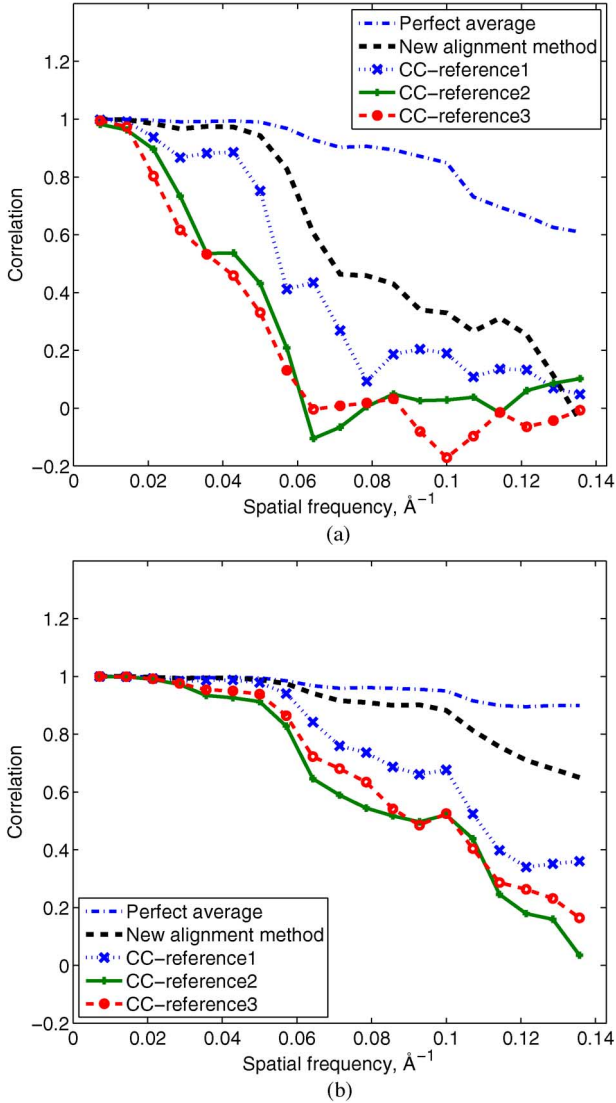 Perfect average
New alignment method
CC-reference1
CC-reference2
CC-reference3
1.2
1
0.8
0.6
0.4
0.2
0
−0.2
Correlation
0 0.02 0.04 0.06 0.08 0.1 0.12 0.14
Spatial frequency, Å⁻¹
(a)
1.2
1
0.8
0.6
0.4
0.2
0
−0.2
Correlation
Perfect average
New alignment method
CC−reference1
CC−reference2
CC−reference3
0 0.02 0.04 0.06 0.08 0.1 0.12 0.14
Spatial frequency, Å⁻¹
(b)